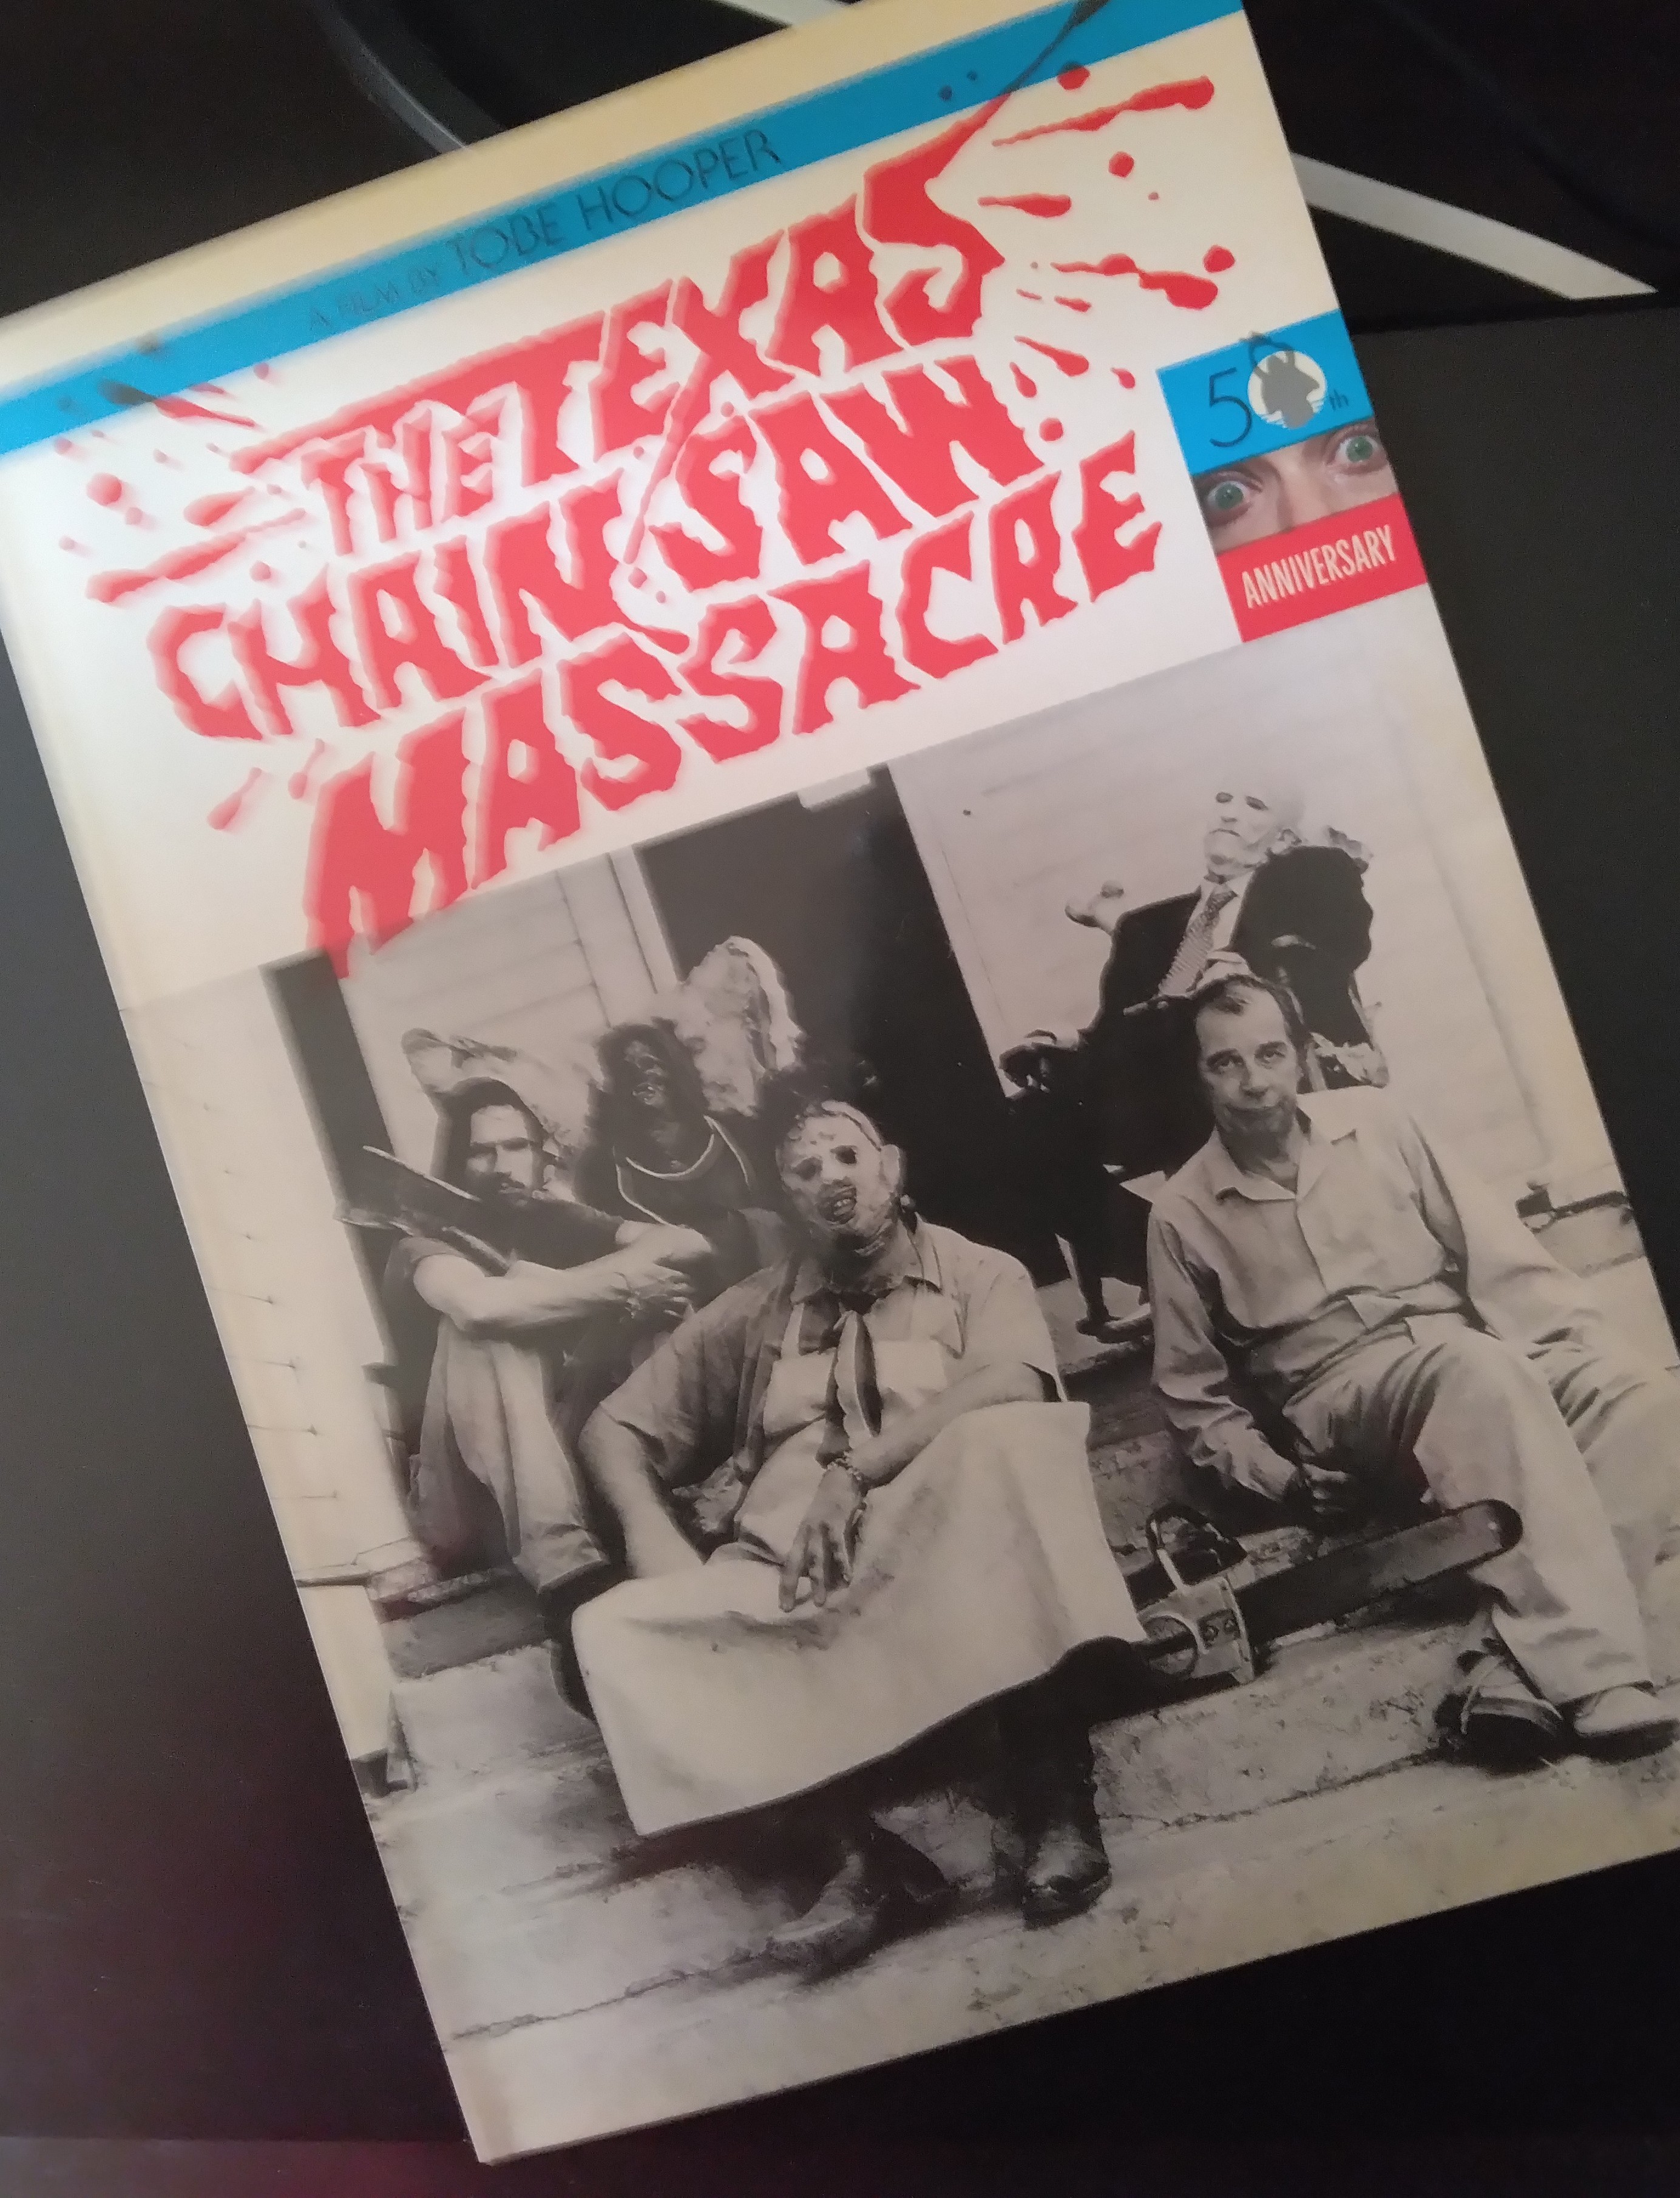 A FILM BY TOBE HOOPER
THE TEXAS
CHAIN SAW
MASSACRE
50th
ANNIVERSARY